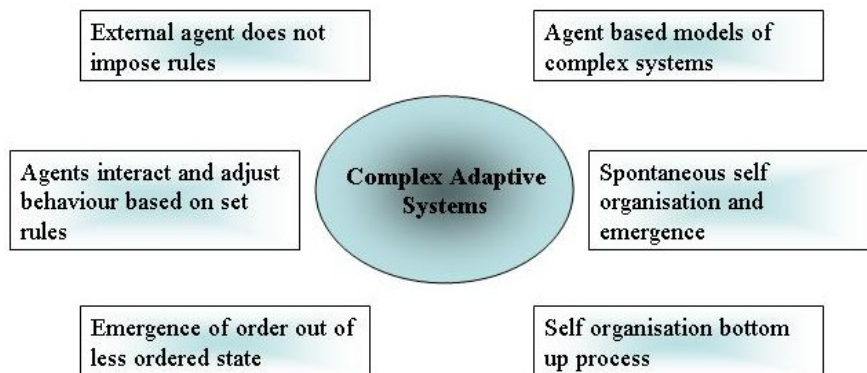 External agent does not
impose rules
Agent based models of
complex systems
Agents interact and adjust
behaviour based on set
rules
Complex Adaptive
Systems
Spontaneous self
organisation and
emergence
Emergence of order out of
less ordered state
Self organisation bottom
up process